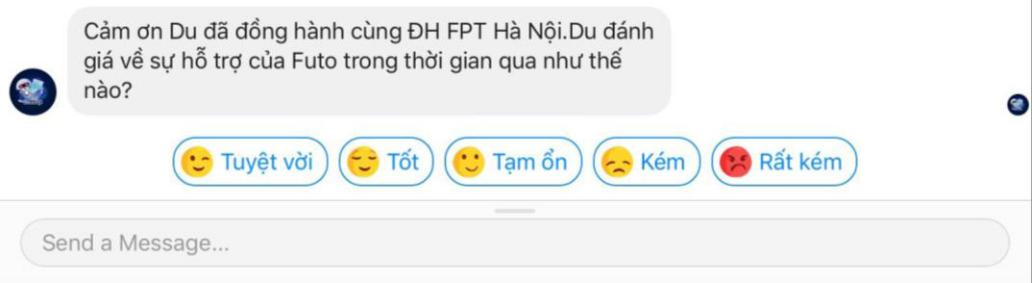 Cảm ơn Du đã đồng hành cùng ĐH FPT Hà Nội.Du đánh
giá về sự hỗ trợ của Futo trong thời gian qua như thế
nào?
Tuyệt vời Tốt Tạm ổn Kém Rất kém
Send a Message...